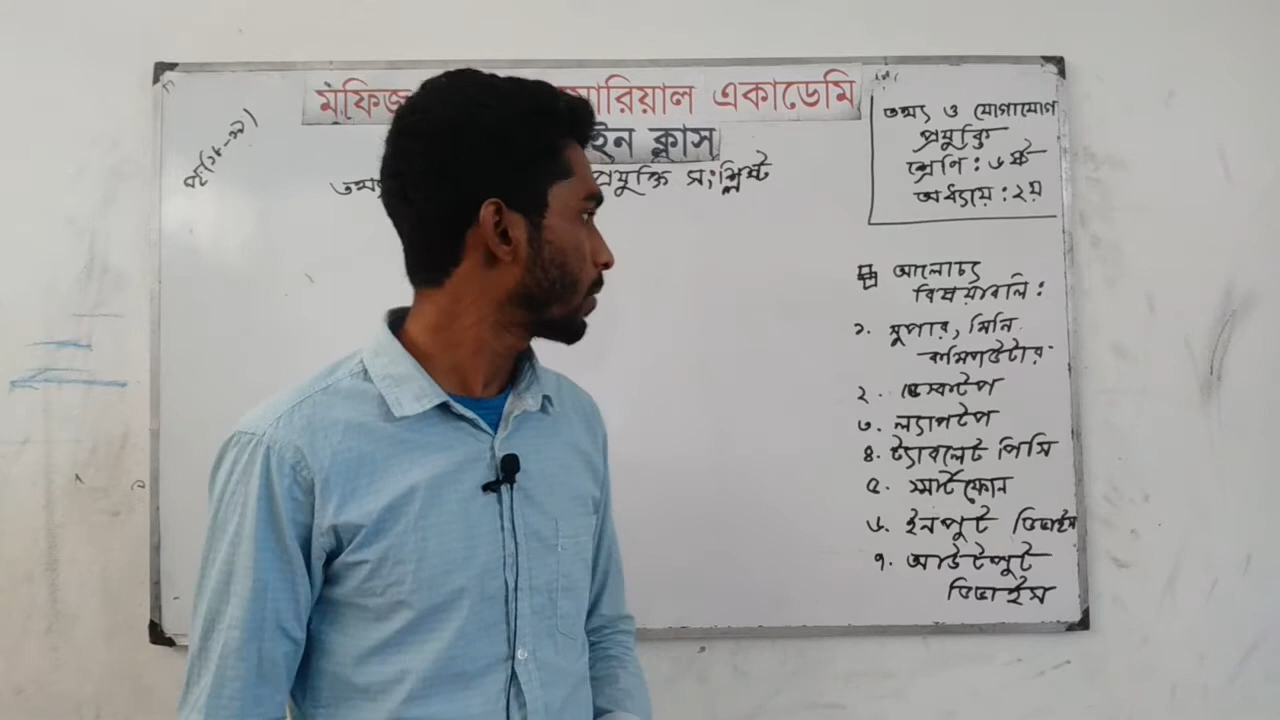 মফিজ মোরিয়াল একাডেমি
ইন ক্লাস
তথ্য প্রযুক্তি সংশ্লিষ্ট
তথ্য ও যোগাযোগ
প্রযুক্তি
শ্রেণি : ৬ষ্ঠ
অধ্যায় : ২য়
আলোচ্য
বিষয়াবলি :
১. সুপার, মিনি
কম্পিউটার
২. ডেস্কটপ
৩. ল্যাপটপ
৪. ট্যাবলেট পিসি
৫. স্মার্টফোন
৬. ইনপুট ডিভাইস
৭. আউটপুট
ডিভাইস